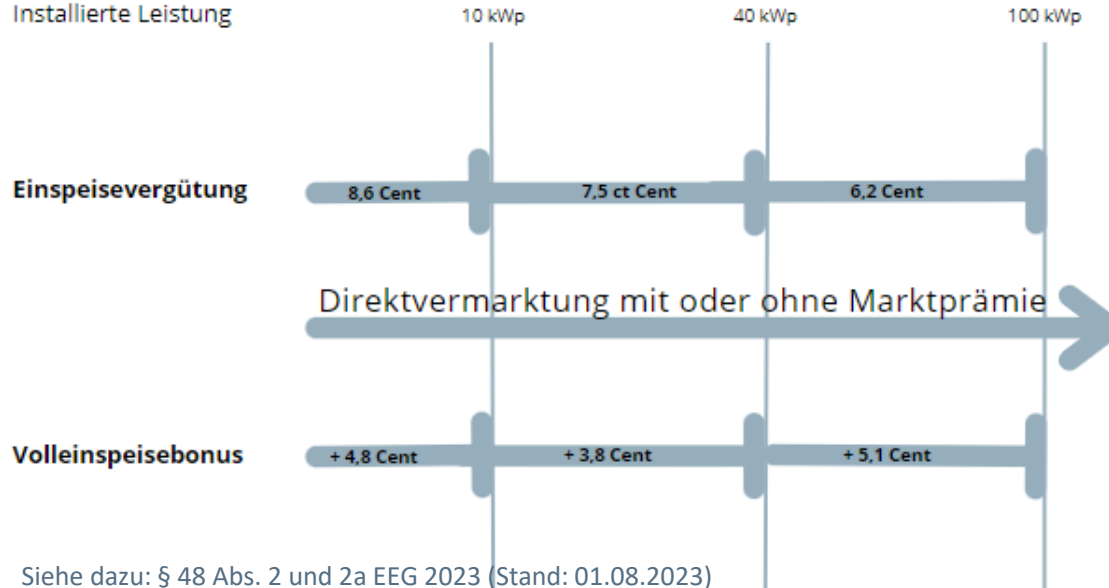 Installierte Leistung 10 kWp 40 kWp 100 kWp
Einspeisevergütung 8,6 Cent 7,5 ct Cent 6,2 Cent
Direktvermarktung mit oder ohne Marktprämie
Volleinspeisebonus + 4,8 Cent + 3,8 Cent + 5,1 Cent
Siehe dazu: § 48 Abs. 2 und 2a EEG 2023 (Stand: 01.08.2023)